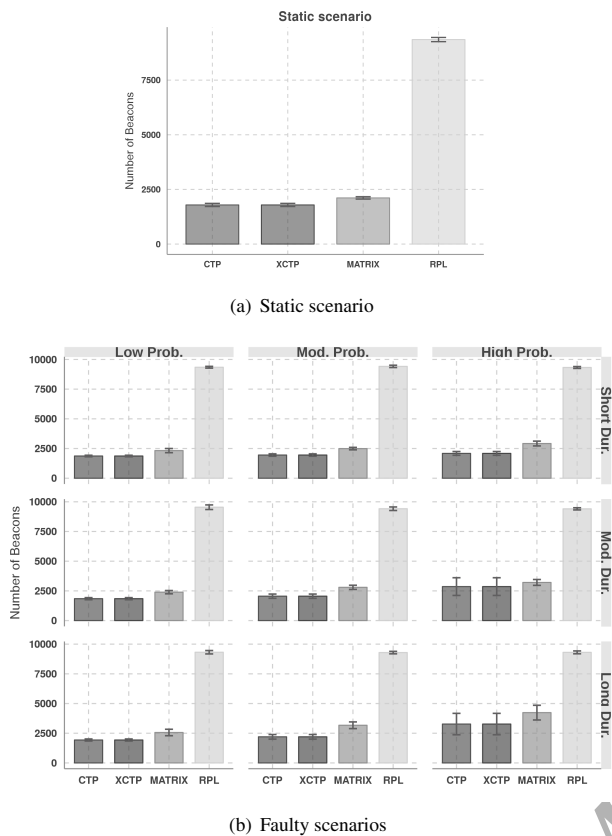 Static scenario
Number of Beacons
7500
5000
2500
0
CTP XCTP MATRIX RPL
(a) Static scenario
Low Prob. Mod. Prob. High Prob.
Number of Beacons
10000
7500
5000
2500
0
Short Dur.
10000
7500
5000
2500
0
Mod. Dur.
10000
7500
5000
2500
0
Long Dur.
CTP XCTP MATRIX RPL CTP XCTP MATRIX RPL CTP XCTP MATRIX RPL
(b) Faulty scenarios